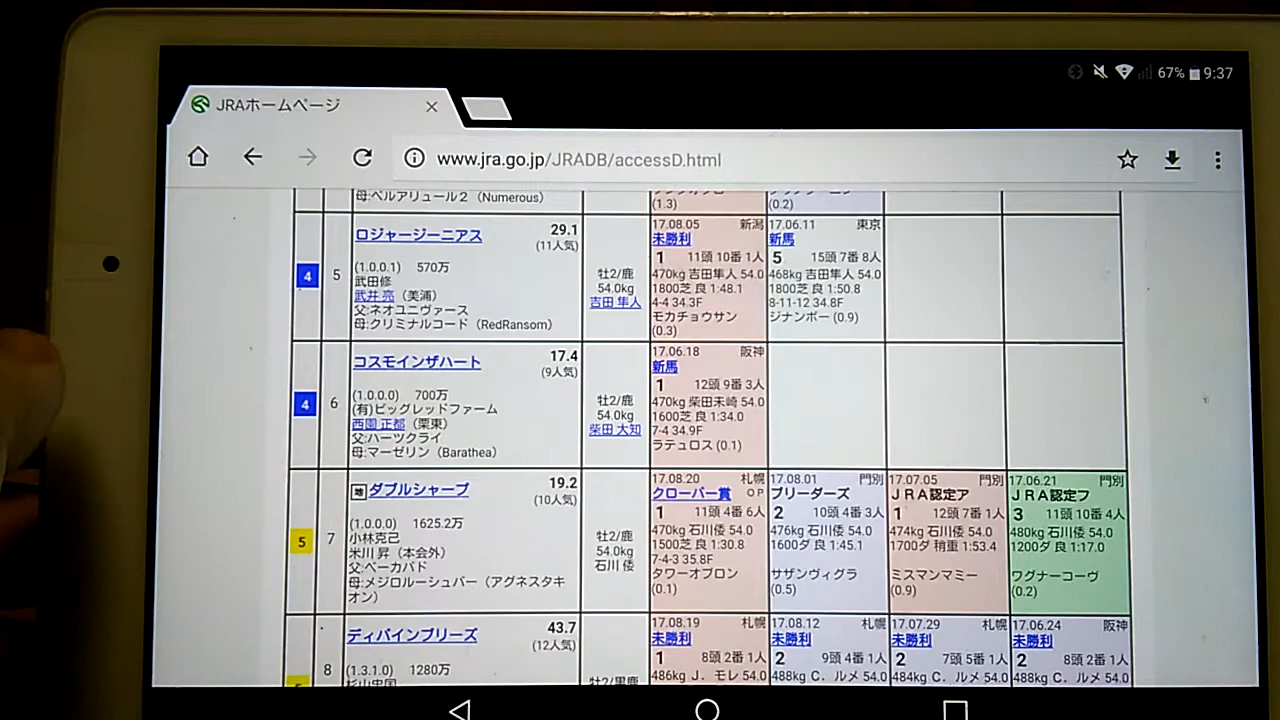 67% 9:37
JRAホームページ
www.jra.go.jp/JRADB/accessD.html
母:ベルアリュール2 (Numerous)
(1.3)
(0.2)
4
5
ロジャージーニアス 29.1
(11人気)
(1.0.0.1) 570万
武田修
武井 亮 (美浦)
父:ネオユニヴァース
母:クリミナルコード (RedRansom)
牡2/鹿
54.0kg
吉田 隼人
17.08.05 新潟
未勝利
1 11頭 10番 1人
470kg 吉田隼人 54.0
1800芝 良 1:48.1
4-4 34.3F
モカチョウサン
(0.3)
17.06.11 東京
新馬
5 15頭 7番 8人
468kg 吉田隼人 54.0
1800芝 良 1:50.8
8-11-12 34.8F
ジナンボー (0.9)
4
6
コスモインザハート 17.4
(9人気)
(1.0.0.0) 700万
(有)ビッグレッドファーム
西園 正都 (栗東)
父:ハーツクライ
母:マーゼリン (Barathea)
牡2/鹿
54.0kg
柴田 大知
17.06.18 阪神
新馬
1 12頭 9番 3人
470kg 柴田未崎 54.0
1600芝 良 1:34.0
7-4 34.9F
ラテュロス (0.1)
5
7
地 ダブルシャープ 19.2
(10人気)
(1.0.0.0) 1625.2万
小林克己
米川 昇 (本会外)
父:ベーカバド
母:メジロルーシュバー (アグネスタキ
オン)
牡2/鹿
54.0kg
石川 倭
17.08.20 札幌
クローバー賞 OP
1 11頭 4番 6人
470kg 石川倭 54.0
1500芝 良 1:30.8
7-4-3 35.8F
タワーオブロン
(0.1)
17.08.01 門別
ブリーダーズ
2 10頭 4番 3人
476kg 石川倭 54.0
1600ダ 良 1:45.1
サザンヴィグラ
(0.5)
17.07.05 門別
JRA認定ア
1 12頭 7番 1人
474kg 石川倭 54.0
1700ダ 稍重 1:53.4
ミスマンマミー
(0.9)
17.06.21 門別
JRA認定フ
3 11頭 10番 4人
480kg 石川倭 54.0
1200ダ 良 1:17.0
ワグナーコーヴ
(0.2)
8
ディバインブリーズ 43.7
(12人気)
(1.3.1.0) 1280万
牡2/黒鹿
17.08.19 札幌
未勝利
1 8頭 2番 1人
486kg J．モレ 54.0
17.08.12 札幌
未勝利
2 9頭 4番 1人
488kg C．ルメ 54.0
17.07.29 札幌
未勝利
2 7頭 5番 1人
484kg C．ルメ 54.0
17.06.24 阪神
未勝利
2 8頭 2番 1人
488kg C．ルメ 54.0